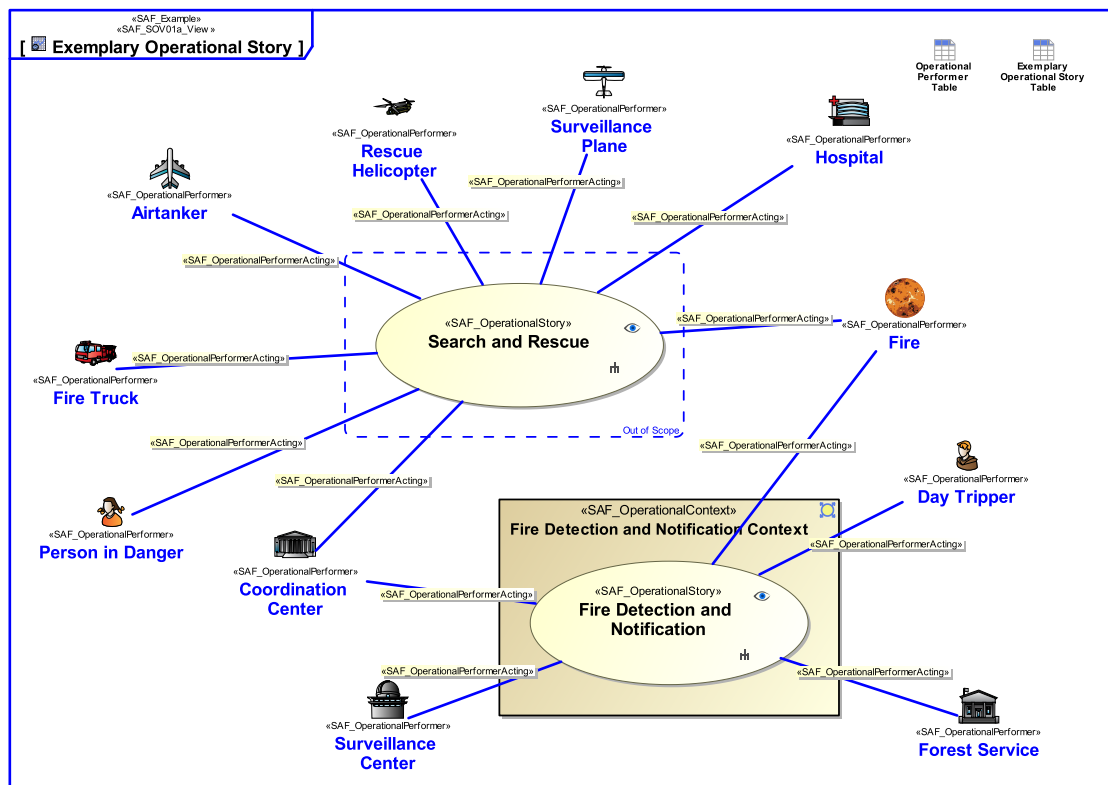 «SAF_Example»
«SAF_SOV01a_View »
[ Exemplary Operational Story ]
Operational
Performer
Table
Exemplary
Operational Story
Table
«SAF_OperationalPerformer»
Surveillance
Plane
«SAF_OperationalPerformer»
Rescue
Helicopter
«SAF_OperationalPerformer»
Hospital
«SAF_OperationalPerformer»
Airtanker
«SAF_OperationalPerformerActing»
«SAF_OperationalPerformerActing»
«SAF_OperationalPerformerActing»
«SAF_OperationalPerformerActing»
«SAF_OperationalStory»
Search and Rescue
Out of Scope
«SAF_OperationalPerformerActing»
«SAF_OperationalPerformer»
Fire
«SAF_OperationalPerformerActing»
«SAF_OperationalPerformer»
Fire Truck
«SAF_OperationalPerformerActing»
«SAF_OperationalPerformerActing»
«SAF_OperationalPerformerActing»
«SAF_OperationalPerformer»
Day Tripper
«SAF_OperationalPerformer»
Person in Danger
«SAF_OperationalContext»
Fire Detection and Notification Context
«SAF_OperationalPerformerActing»
«SAF_OperationalPerformer»
Coordination
Center
«SAF_OperationalPerformerActing»
«SAF_OperationalStory»
Fire Detection and
Notification
«SAF_OperationalPerformerActing»
«SAF_OperationalPerformerActing»
«SAF_OperationalPerformer»
Surveillance
Center
«SAF_OperationalPerformer»
Forest Service